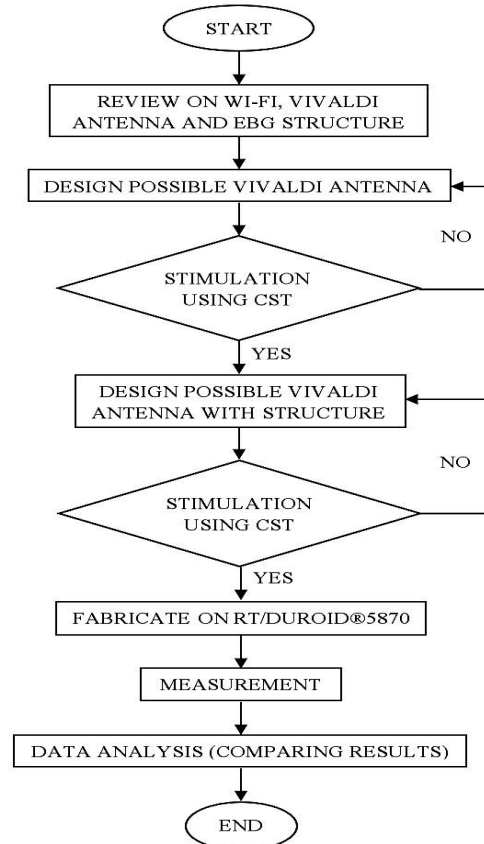 START
REVIEW ON WI-FI, VIVALDI
ANTENNA AND EBG STRUCTURE
DESIGN POSSIBLE VIVALDI ANTENNA
NO
STIMULATION
USING CST
YES
DESIGN POSSIBLE VIVALDI
ANTENNA WITH STRUCTURE
NO
STIMULATION
USING CST
YES
FABRICATE ON RT/DUROID®5870
MEASUREMENT
DATA ANALYSIS (COMPARING RESULTS)
END